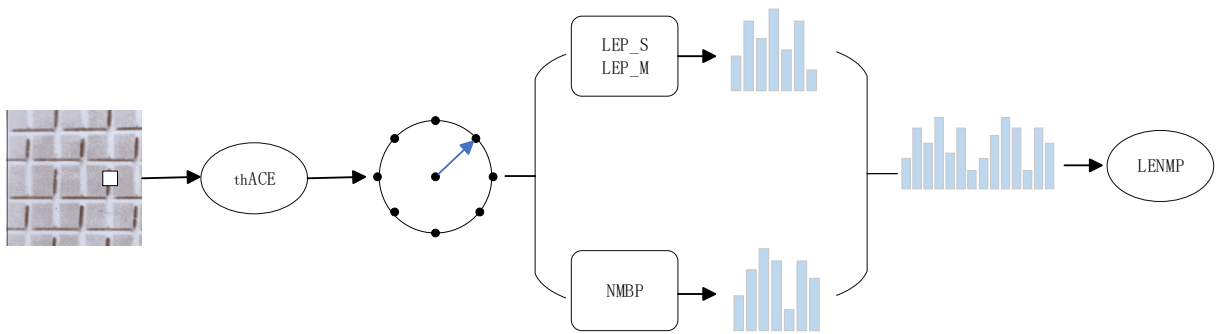 thACE
LEP_S
LEP_M
NMBP
LENMP